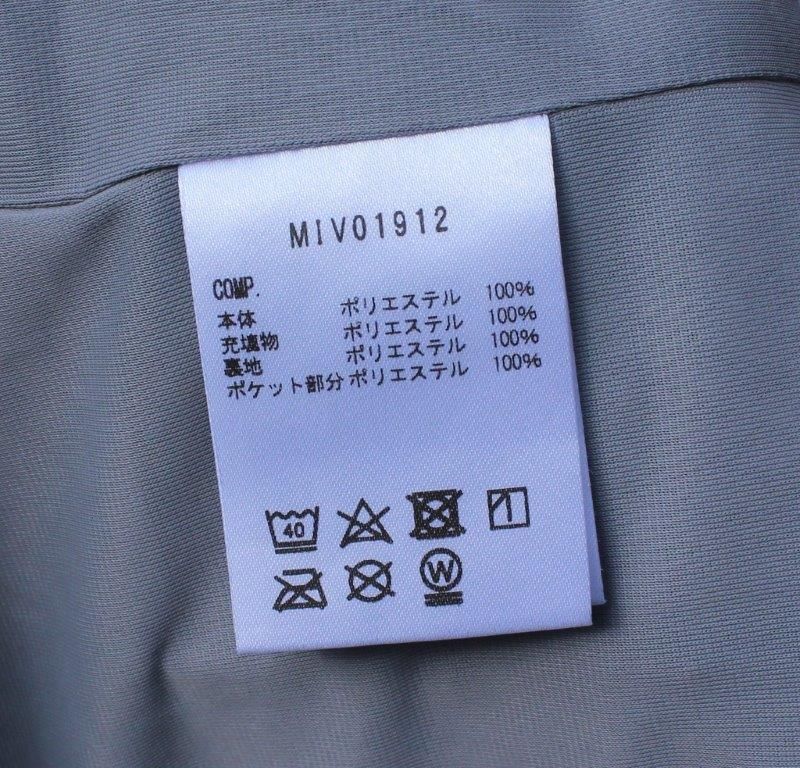 MIV01912
COMP.
本体 ポリエステル 100%
充填物 ポリエステル 100%
裏地 ポリエステル 100%
ポケット部分 ポリエステル 100%
40
W